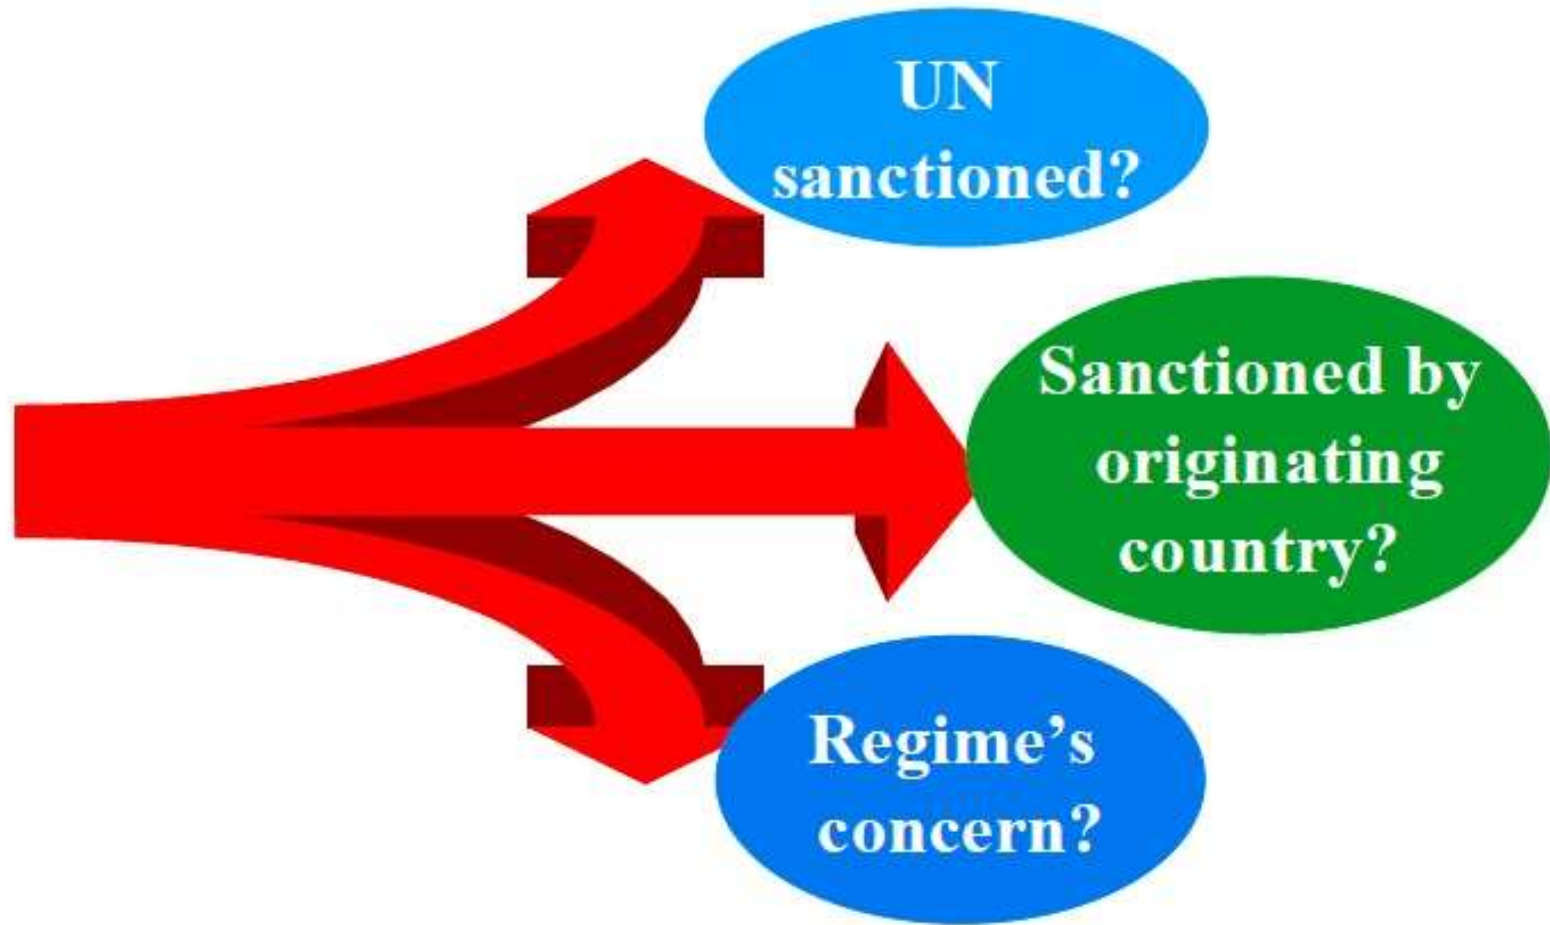 UN
sanctioned?
Sanctioned by
originating
country?
Regime’s
concern?